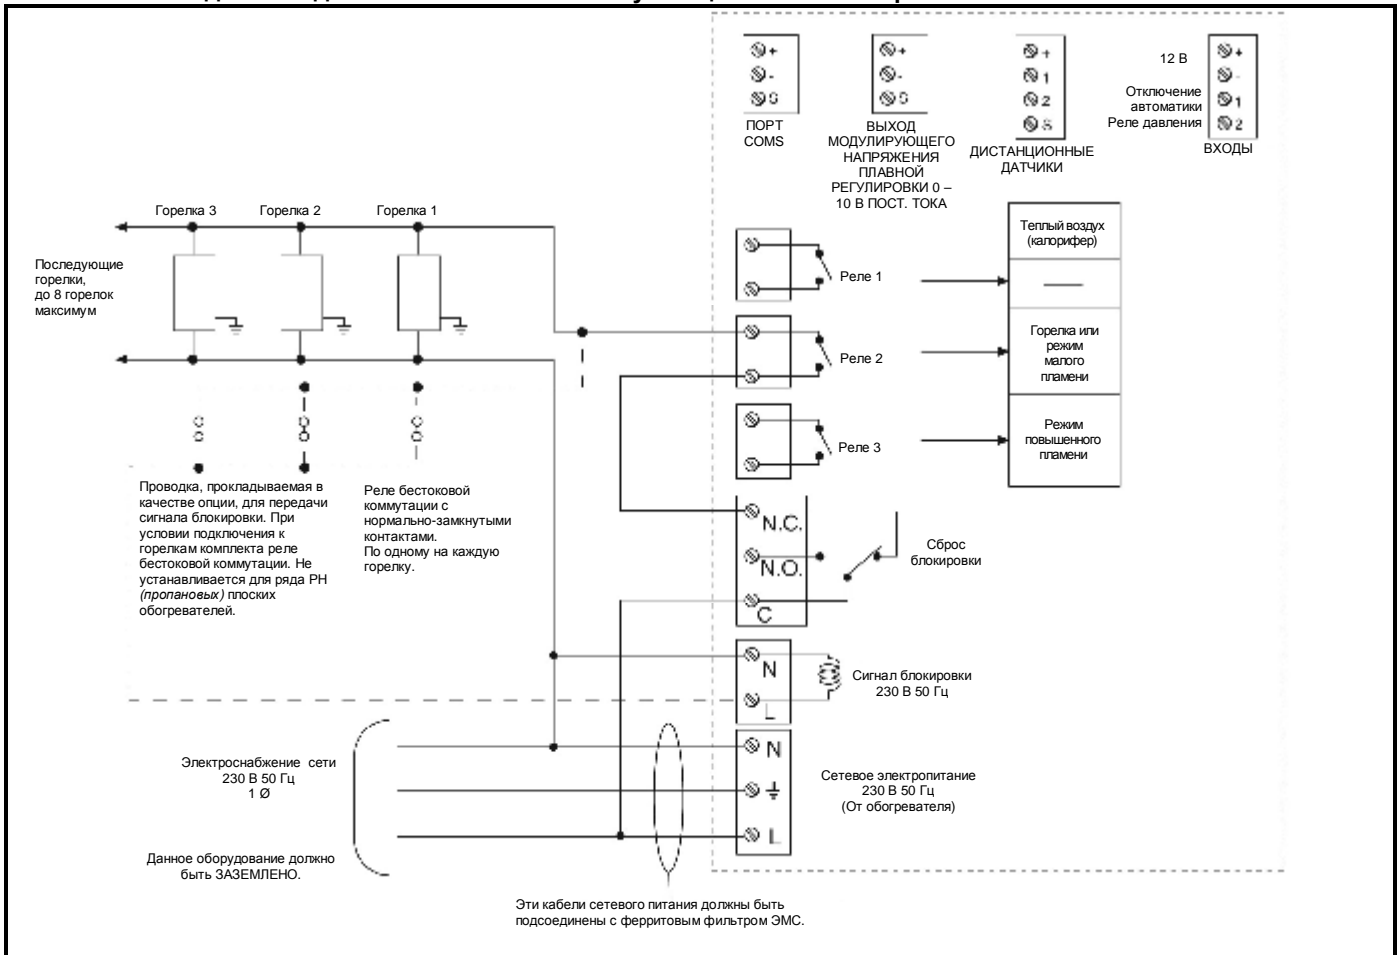 12 В
Отключение
автоматики
Реле давления
+
-
0
+
-
0
+
1
2
S
+
-
1
2
ПОРТ
COMS
ВЫХОД
МОДУЛИРУЮЩЕГО
НАПРЯЖЕНИЯ
ПЛАВНОЙ
РЕГУЛИРОВКИ 0 –
10 В ПОСТ. ТОКА
ДИСТАНЦИОННЫЕ
ДАТЧИКИ
ВХОДЫ
Горелка 3
Горелка 2
Горелка 1
Последующие
горелки,
до 8 горелок
максимум
Реле 1
Реле 2
Реле 3
Теплый воздух
(калорифер)
Горелка или
режим
малого
пламени
Режим
повышенного
пламени
Проводка, прокладываемая в
качестве опции, для передачи
сигнала блокировки. При
условии подключения к
горелкам комплекта реле
бестоковой коммутации. Не
устанавливается для ряда PH
(пропановых) плоских
обогревателей.
Реле бестоковой
коммутации с
нормально-замкнутыми
контактами.
По одному на каждую
горелку.
N.C.
N.O.
C
Сброс
блокировки
N
L
Сигнал блокировки
230 В 50 Гц
N
L
Сетевое электропитание
230 В 50 Гц
(От обогревателя)
Электроснабжение сети
230 В 50 Гц
1 Ø
Данное оборудование должно
быть ЗАЗЕМЛЕНО.
Эти кабели сетевого питания должны быть
подсоединены с ферритовым фильтром ЭМС.